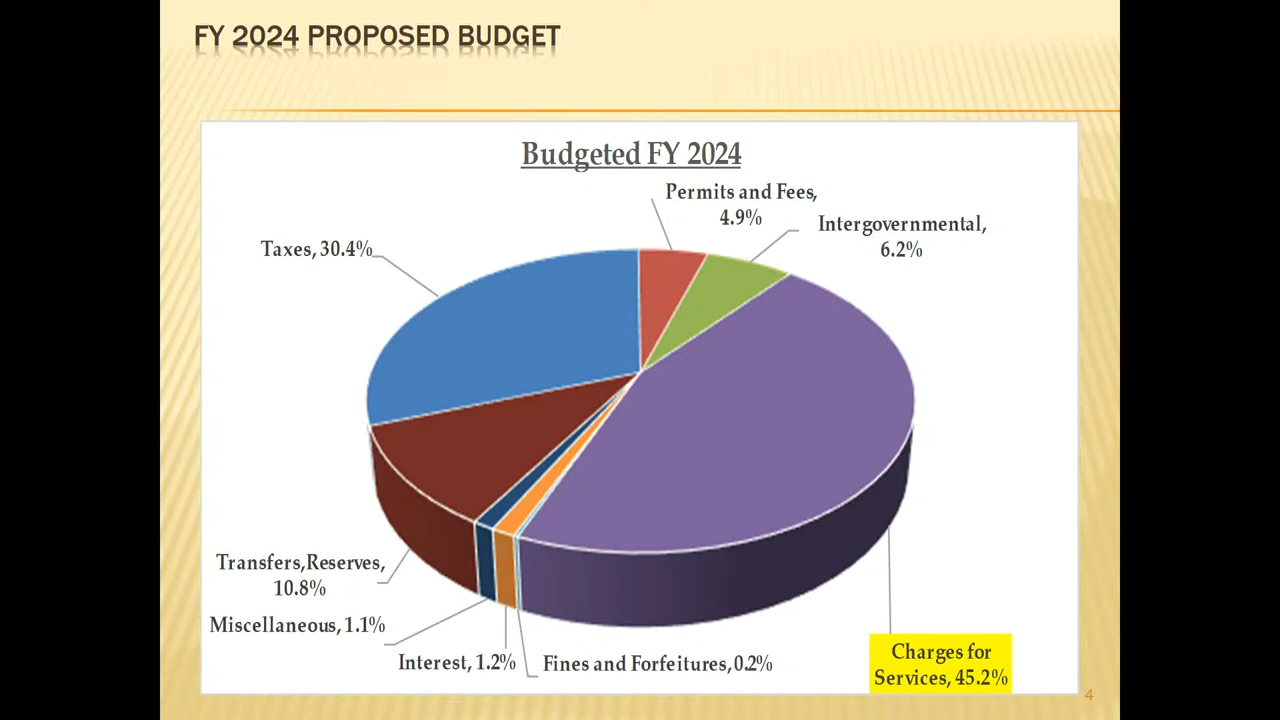 FY 2024 PROPOSED BUDGET
Budgeted FY 2024
Permits and Fees,
4.9%
Intergovernmental,
6.2%
Taxes, 30.4%
Transfers,Reserves,
10.8%
Miscellaneous, 1.1%
Interest, 1.2%
Fines and Forfeitures, 0.2%
Charges for
Services, 45.2%
4